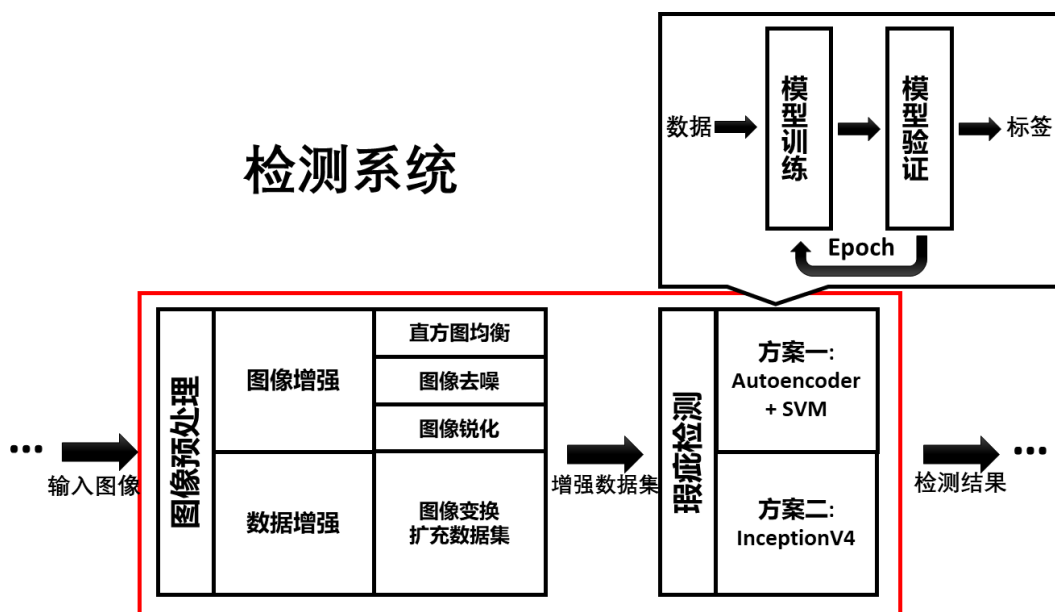 检测系统
数据
模型训练
模型验证
标签
Epoch
...
输入图像
图像预处理
图像增强
直方图均衡
图像去噪
图像锐化
数据增强
图像变换
扩充数据集
增强数据集
瑕疵检测
方案一:
Autoencoder
+ SVM
方案二:
InceptionV4
检测结果
...